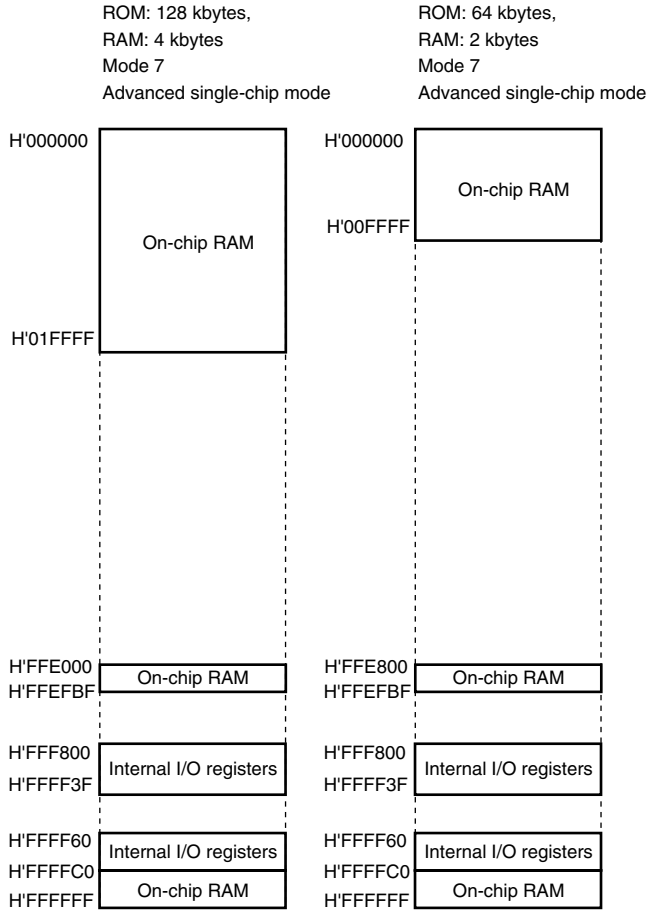 ROM: 128 kbytes,
RAM: 4 kbytes
Mode 7
Advanced single-chip mode
H'000000
On-chip RAM
H'01FFFF
H'FFE000
On-chip RAM
H'FFEFBF
H'FFF800
Internal I/O registers
H'FFFF3F
H'FFFF60
Internal I/O registers
H'FFFFC0
On-chip RAM
H'FFFFFF
ROM: 64 kbytes,
RAM: 2 kbytes
Mode 7
Advanced single-chip mode
H'000000
On-chip RAM
H'00FFFF
H'FFE800
On-chip RAM
H'FFEFBF
H'FFF800
Internal I/O registers
H'FFFF3F
H'FFFF60
Internal I/O registers
H'FFFFC0
On-chip RAM
H'FFFFFF